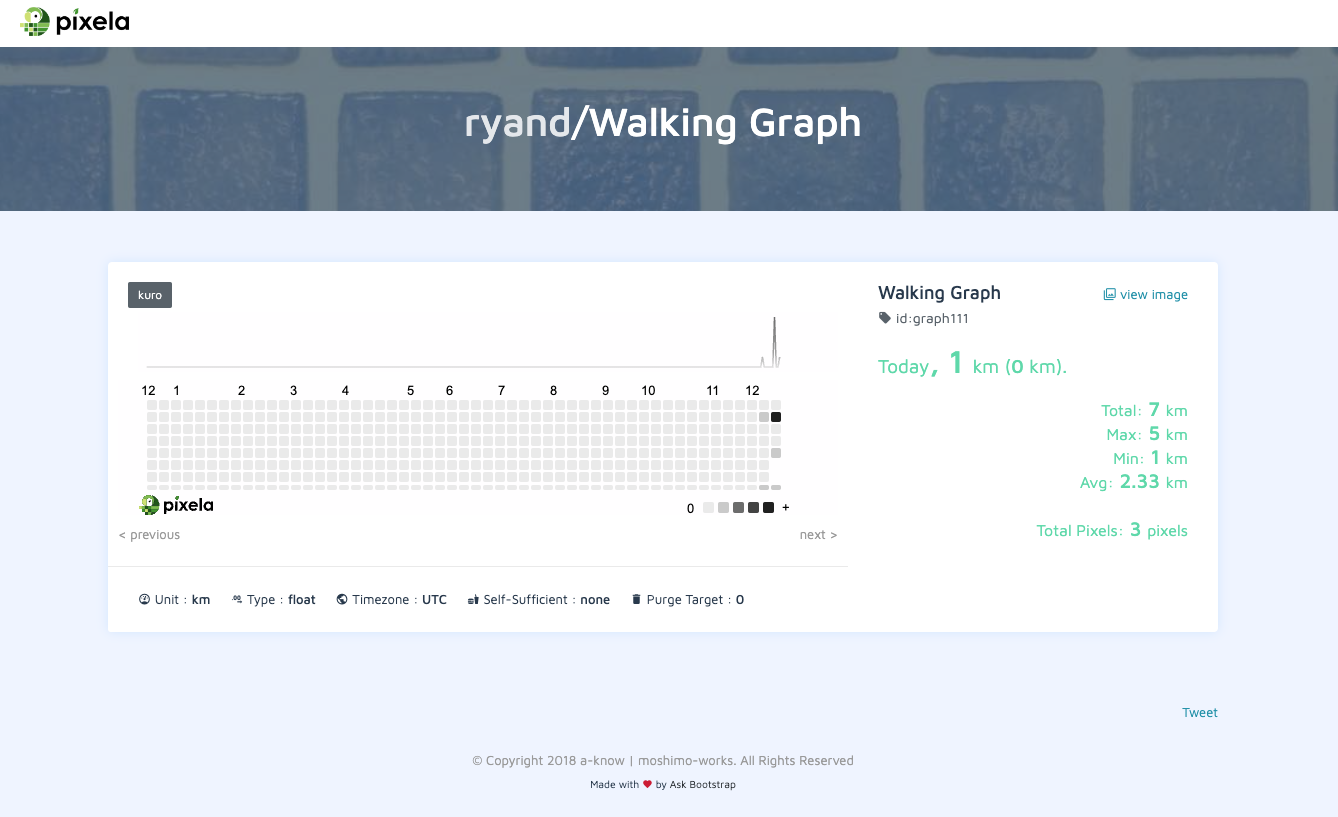 pixela
ryand/Walking Graph
kuro
12 1 2 3 4 5 6 7 8 9 10 11 12
pixela
0 +
< previous next >
Unit : km Type : float Timezone : UTC Self-Sufficient : none Purge Target : 0
Walking Graph view image
id:graph111
Today, 1 km (0 km).
Total: 7 km
Max: 5 km
Min: 1 km
Avg: 2.33 km
Total Pixels: 3 pixels
Tweet
© Copyright 2018 a-know | moshimo-works. All Rights Reserved
Made with ❤ by Ask Bootstrap